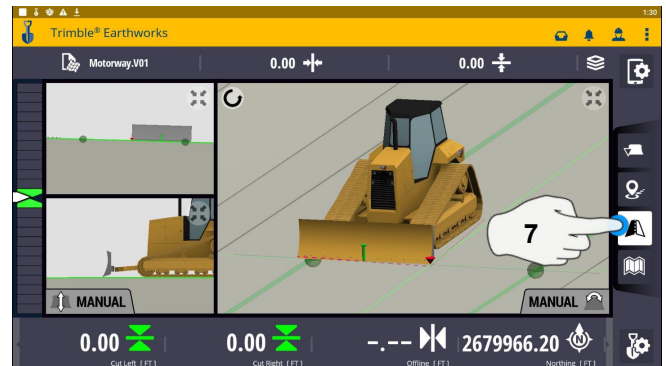 1:30
Trimble® Earthworks
Motorway.V01
0.00
0.00
7
MANUAL
MANUAL
0.00
0.00
-.--
2679966.20
Cut Left [FT]
Cut Right [FT]
Offline [FT]
Northing [FT]